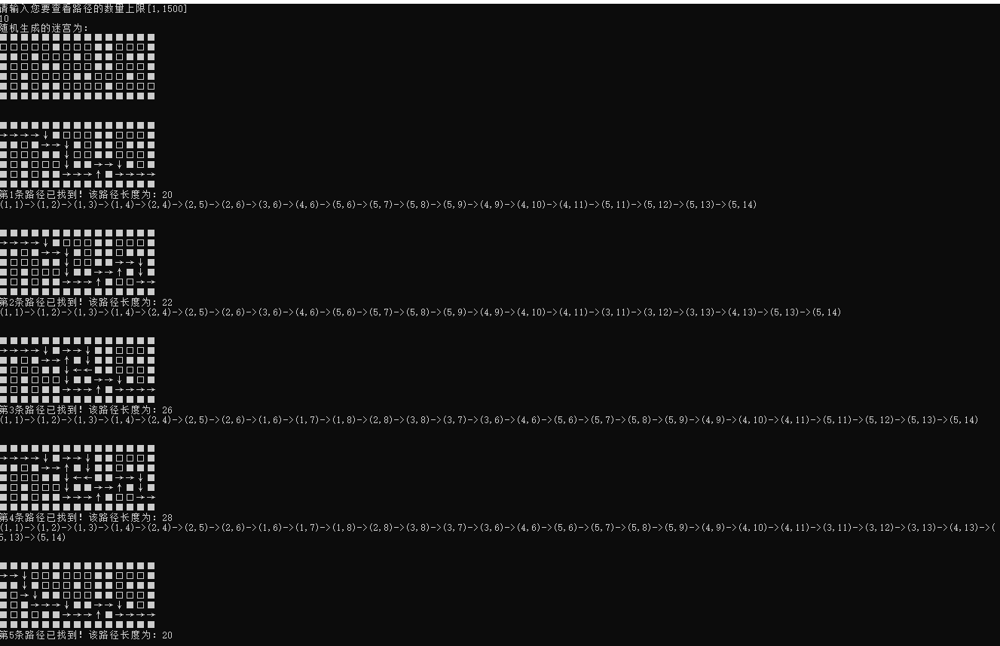 请输入您要查看路径的数量上限[1,1500]
10
随机生成的迷宫为:
第1条路径已找到! 该路径长度为: 20
(1,1)->(1,2)->(1,3)->(1,4)->(2,4)->(2,5)->(2,6)->(3,6)->(4,6)->(5,6)->(5,7)->(5,8)->(5,9)->(4,9)->(4,10)->(4,11)->(5,11)->(5,12)->(5,13)->(5,14)
第2条路径已找到! 该路径长度为: 22
(1,1)->(1,2)->(1,3)->(1,4)->(2,4)->(2,5)->(2,6)->(3,6)->(4,6)->(5,6)->(5,7)->(5,8)->(5,9)->(4,9)->(4,10)->(4,11)->(3,11)->(3,12)->(3,13)->(4,13)->(5,13)->(5,14)
第3条路径已找到! 该路径长度为: 26
(1,1)->(1,2)->(1,3)->(1,4)->(2,4)->(2,5)->(2,6)->(1,6)->(1,7)->(1,8)->(2,8)->(3,8)->(3,7)->(3,6)->(4,6)->(5,6)->(5,7)->(5,8)->(5,9)->(4,9)->(4,10)->(4,11)->(5,11)->(5,12)->(5,13)->(5,14)
第4条路径已找到! 该路径长度为: 28
(1,1)->(1,2)->(1,3)->(1,4)->(2,4)->(2,5)->(2,6)->(1,6)->(1,7)->(1,8)->(2,8)->(3,8)->(3,7)->(3,6)->(4,6)->(5,6)->(5,7)->(5,8)->(5,9)->(4,9)->(4,10)->(4,11)->(3,11)->(3,12)->(3,13)->(4,13)->(
5,13)->(5,14)
第5条路径已找到! 该路径长度为: 20